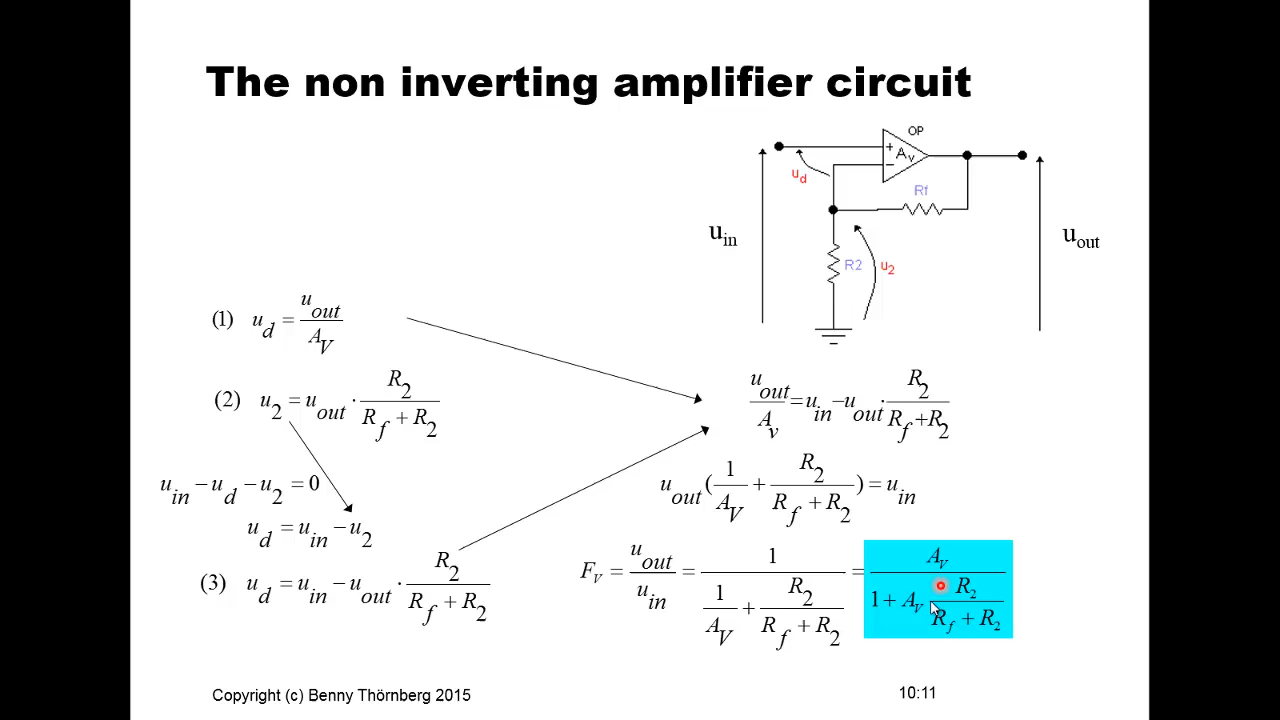 The non inverting amplifier circuit
OP
+
A_v
−
u_d
Rf
u_in
R2
u_2
u_out
(1) u_d = u_out / A_V
(2) u_2 = u_out · R_2 / (R_f + R_2)
u_in − u_d − u_2 = 0
u_d = u_in − u_2
(3) u_d = u_in − u_out · R_2 / (R_f + R_2)
u_out / A_v = u_in − u_out · R_2 / (R_f + R_2)
u_out ( 1 / A_V + R_2 / (R_f + R_2) ) = u_in
F_V = u_out / u_in = 1 / ( 1 / A_V + R_2 / (R_f + R_2) ) = A_V / ( 1 + A_V R_2 / (R_f + R_2) )
Copyright (c) Benny Thörnberg 2015
10:11